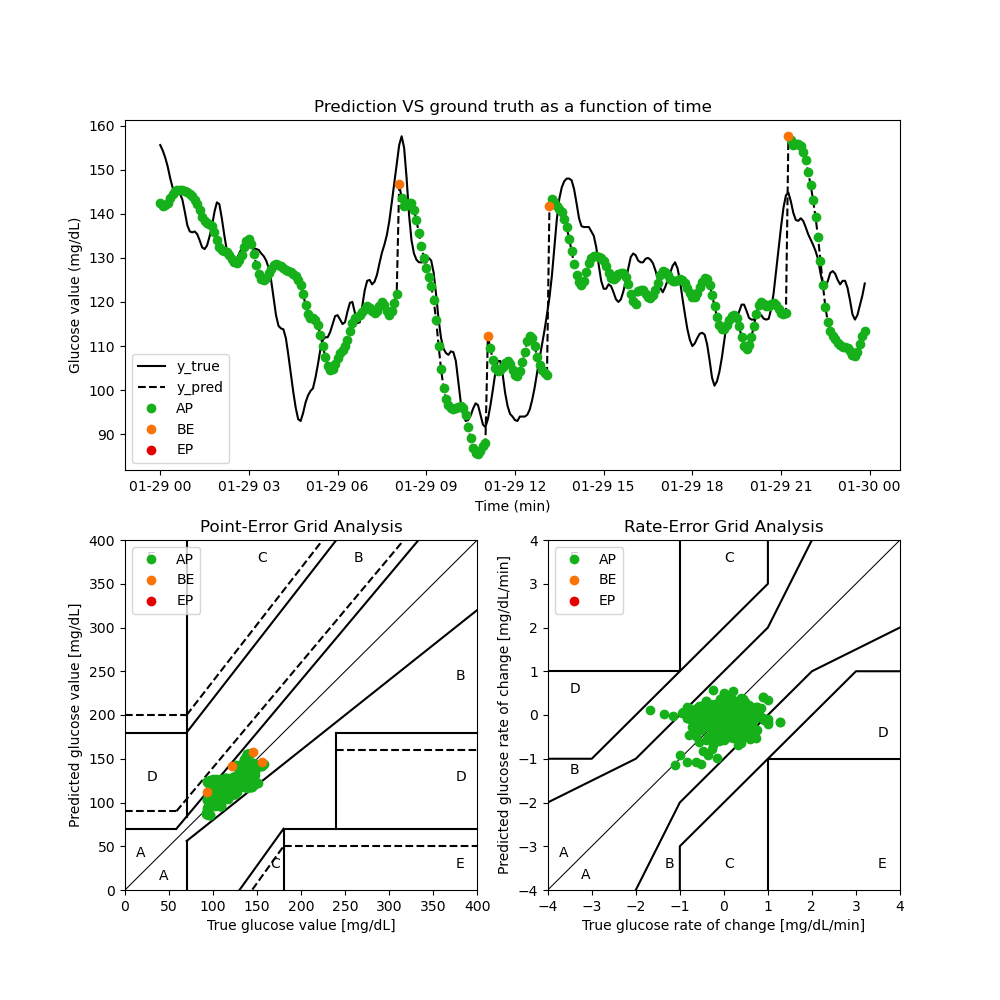 Prediction VS ground truth as a function of time
Glucose value (mg/dL)
160
150
140
130
120
110
100
90
y_true
y_pred
AP
BE
EP
01-29 00 01-29 03 01-29 06 01-29 09 01-29 12 01-29 15 01-29 18 01-29 21 01-30 00
Time (min)
Point-Error Grid Analysis
Predicted glucose value [mg/dL]
400
350
300
250
200
150
100
50
0
AP
BE
EP
C B
B
D D
A
A C E
0 50 100 150 200 250 300 350 400
True glucose value [mg/dL]
Rate-Error Grid Analysis
Predicted glucose rate of change [mg/dL/min]
4
3
2
1
0
−1
−2
−3
−4
AP
BE
EP
C
D
D
B
A
A B C E
−4 −3 −2 −1 0 1 2 3 4
True glucose rate of change [mg/dL/min]